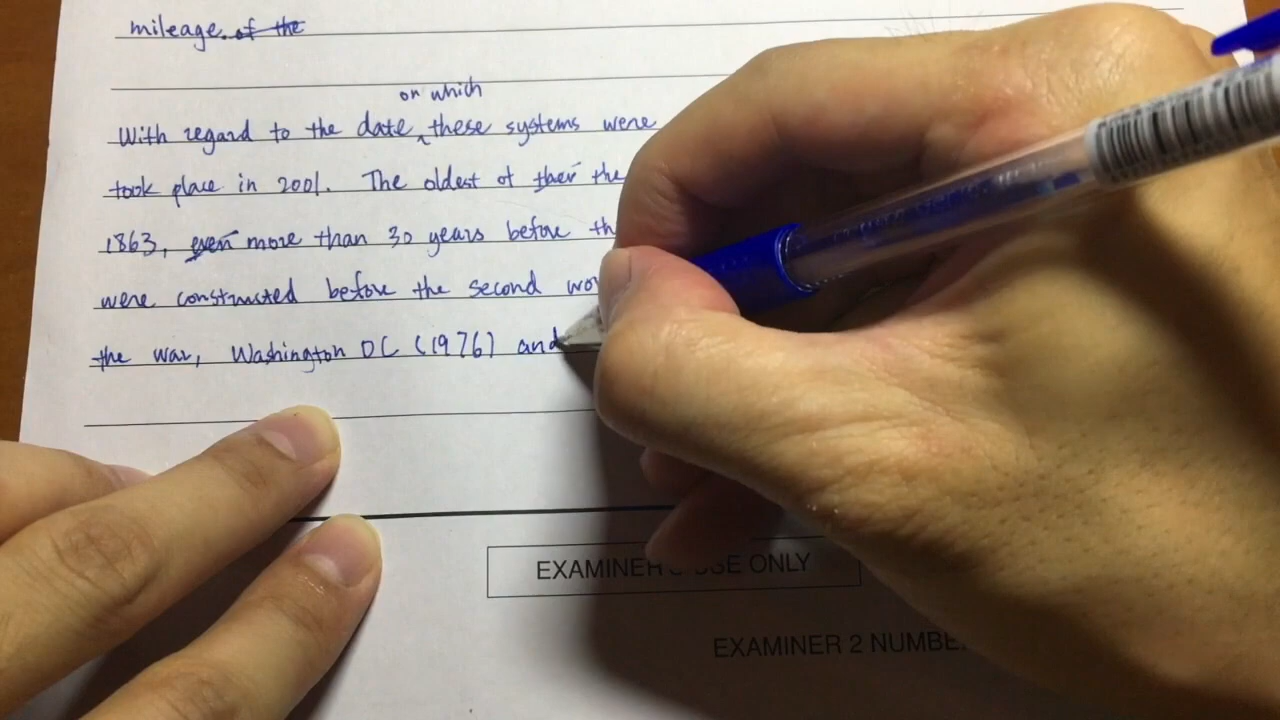 mileage. of the
on which
With regard to the date these systems were
took place in 2001. The oldest of their the
1863, even more than 30 years before th
were constructed before the second wor
the war, Washington DC (1976) and
EXAMINER'S USE ONLY
EXAMINER 2 NUMBE